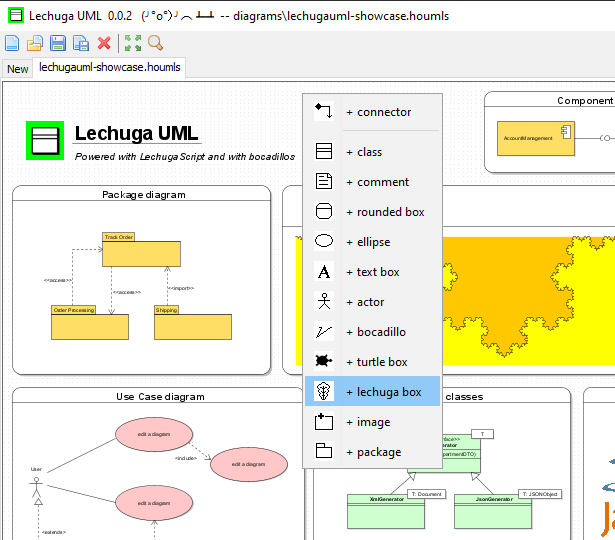 Lechuga UML 0.0.2 (╯°o°)╯︵ ┻━┻ -- diagrams\lechugauml-showcase.houmls
New
lechugauml-showcase.houmls
Lechuga UML
Powered with LechugaScript and with bocadillos
+ connector
+ class
+ comment
+ rounded box
+ ellipse
A + text box
+ actor
+ bocadillo
+ turtle box
+ lechuga box
+ image
+ package
Component
AccountManagement
Package diagram
Track Order
<<access>>
<<access>>
<<import>>
Order Processing
Shipping
Use Case diagram
edit a diagram
<include>
edit a diagram
User
edit a diagram
<extends>
classes
T
T: Document
T: JSONObject
XmlGenerator
JsonGenerator